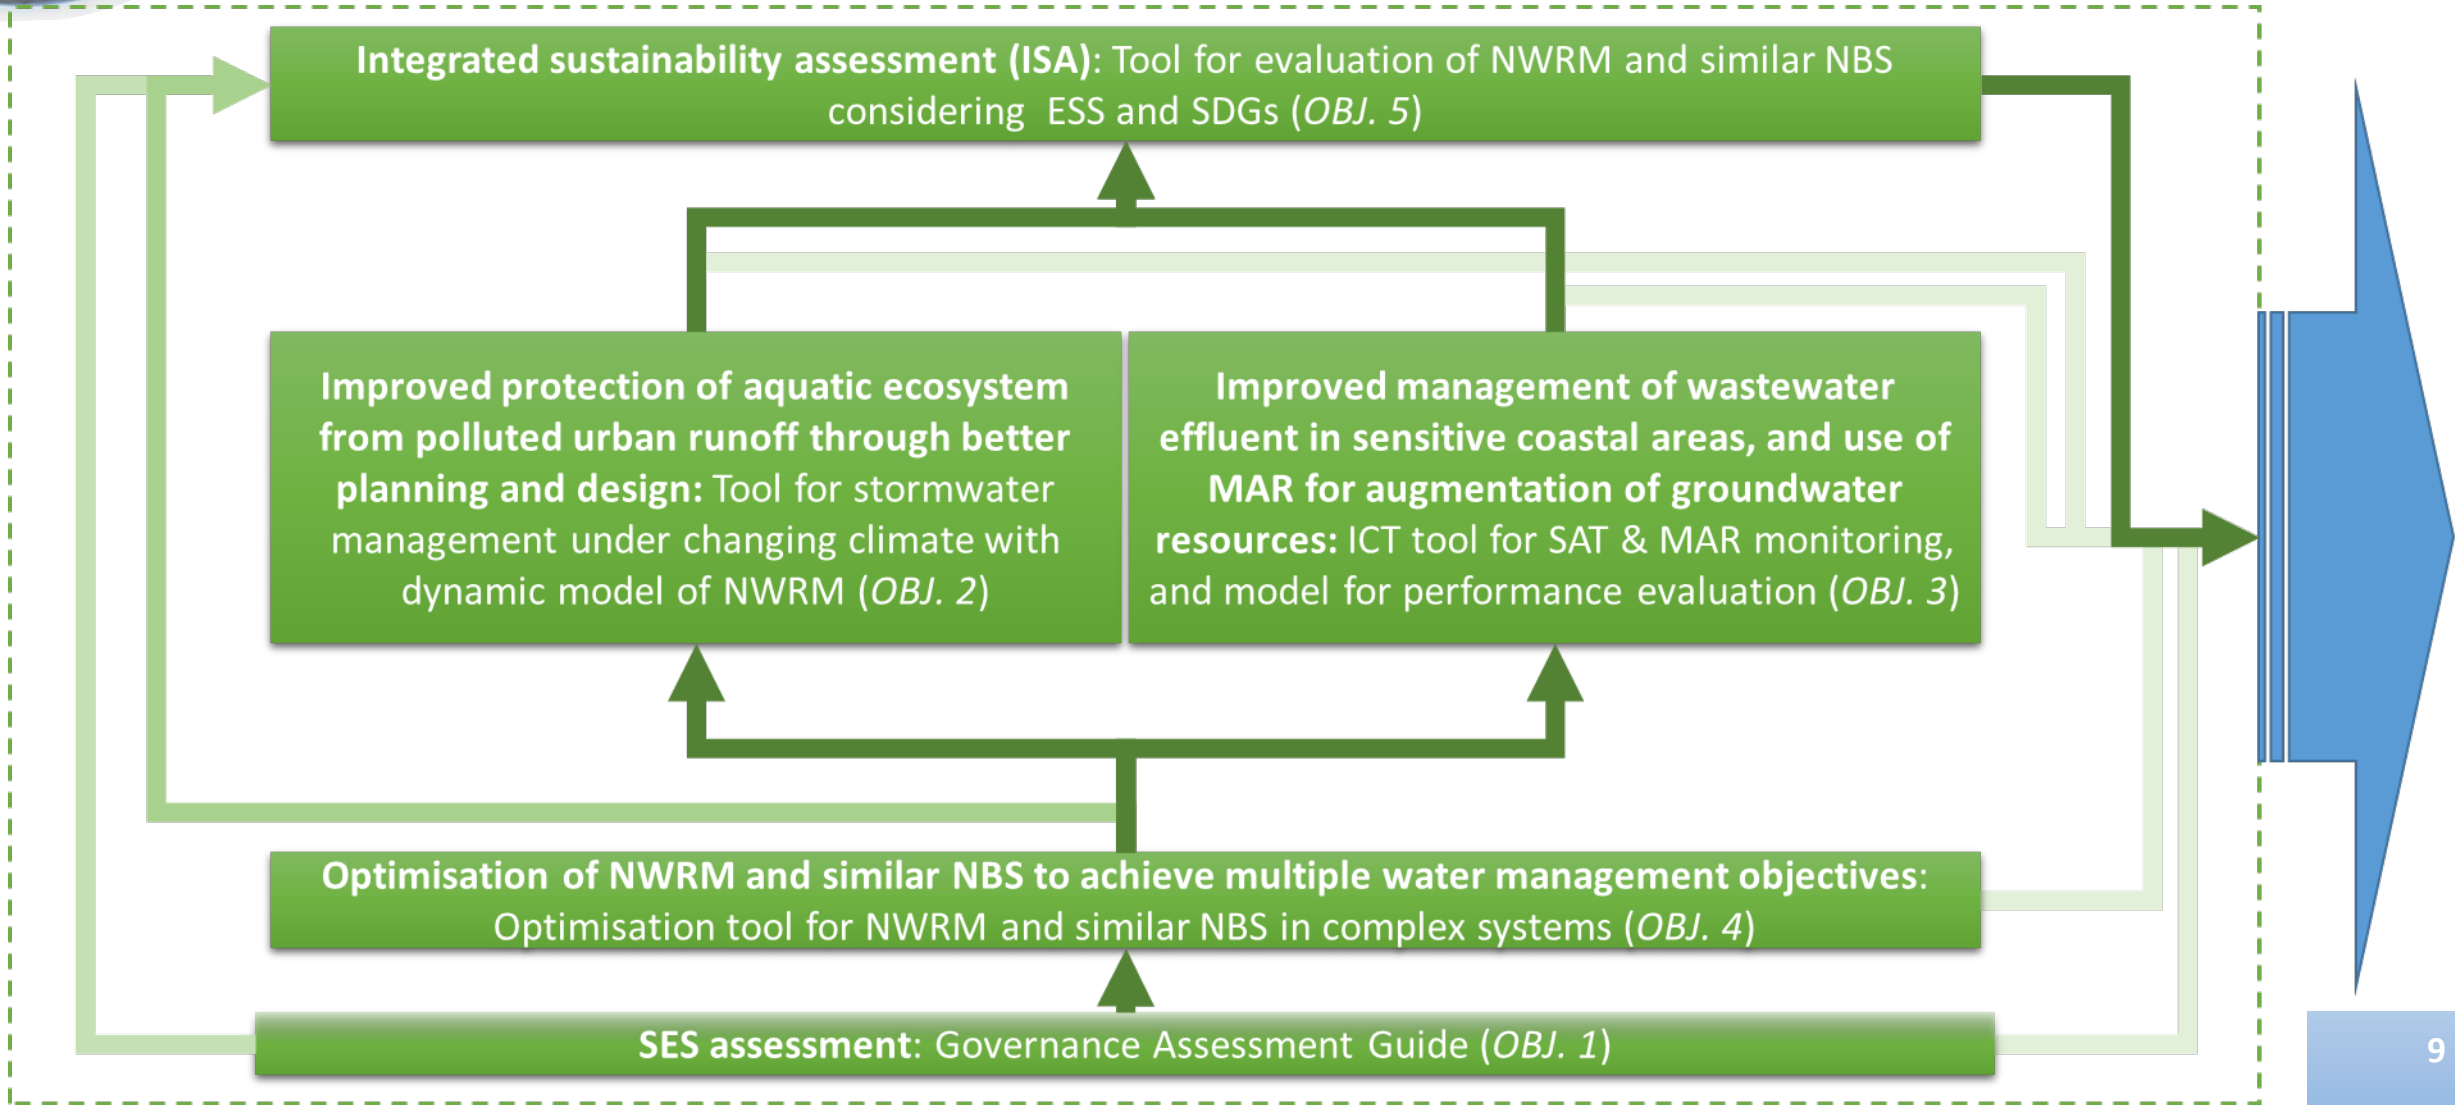 Integrated sustainability assessment (ISA): Tool for evaluation of NWRM and similar NBS
considering ESS and SDGs (OBJ. 5)
Improved protection of aquatic ecosystem
from polluted urban runoff through better
planning and design: Tool for stormwater
management under changing climate with
dynamic model of NWRM (OBJ. 2)
Improved management of wastewater
effluent in sensitive coastal areas, and use of
MAR for augmentation of groundwater
resources: ICT tool for SAT & MAR monitoring,
and model for performance evaluation (OBJ. 3)
Optimisation of NWRM and similar NBS to achieve multiple water management objectives:
Optimisation tool for NWRM and similar NBS in complex systems (OBJ. 4)
SES assessment: Governance Assessment Guide (OBJ. 1)
9